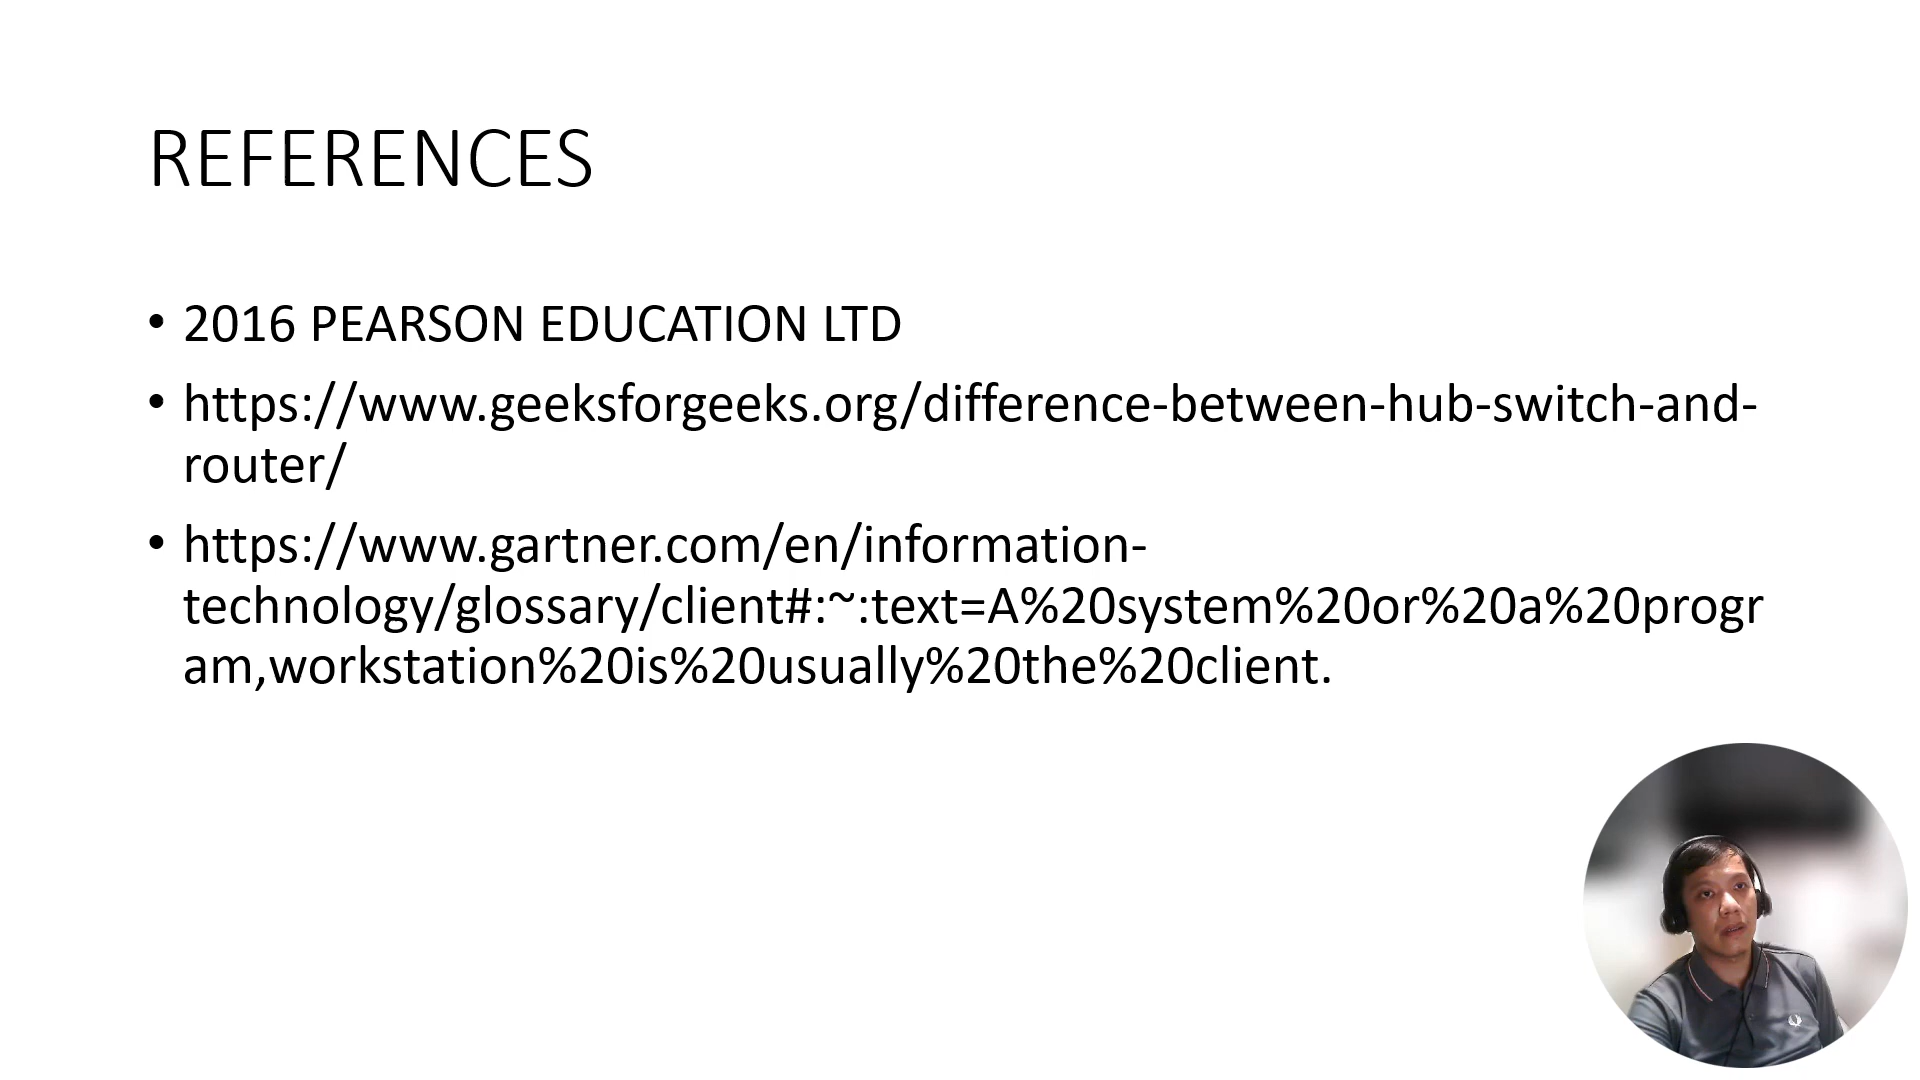 REFERENCES
• 2016 PEARSON EDUCATION LTD
• https://www.geeksforgeeks.org/difference-between-hub-switch-and-
router/
• https://www.gartner.com/en/information-
technology/glossary/client#:~:text=A%20system%20or%20a%20progr
am,workstation%20is%20usually%20the%20client.